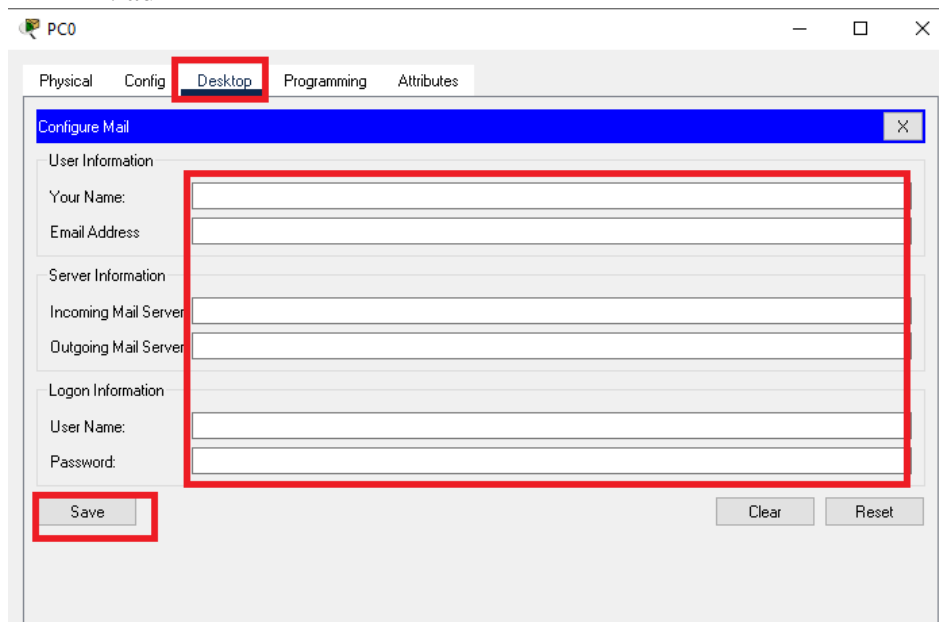 PC0
Physical Config Desktop Programming Attributes
Configure Mail
X
User Information
Your Name:
Email Address
Server Information
Incoming Mail Server
Outgoing Mail Server
Logon Information
User Name:
Password:
Save Clear Reset